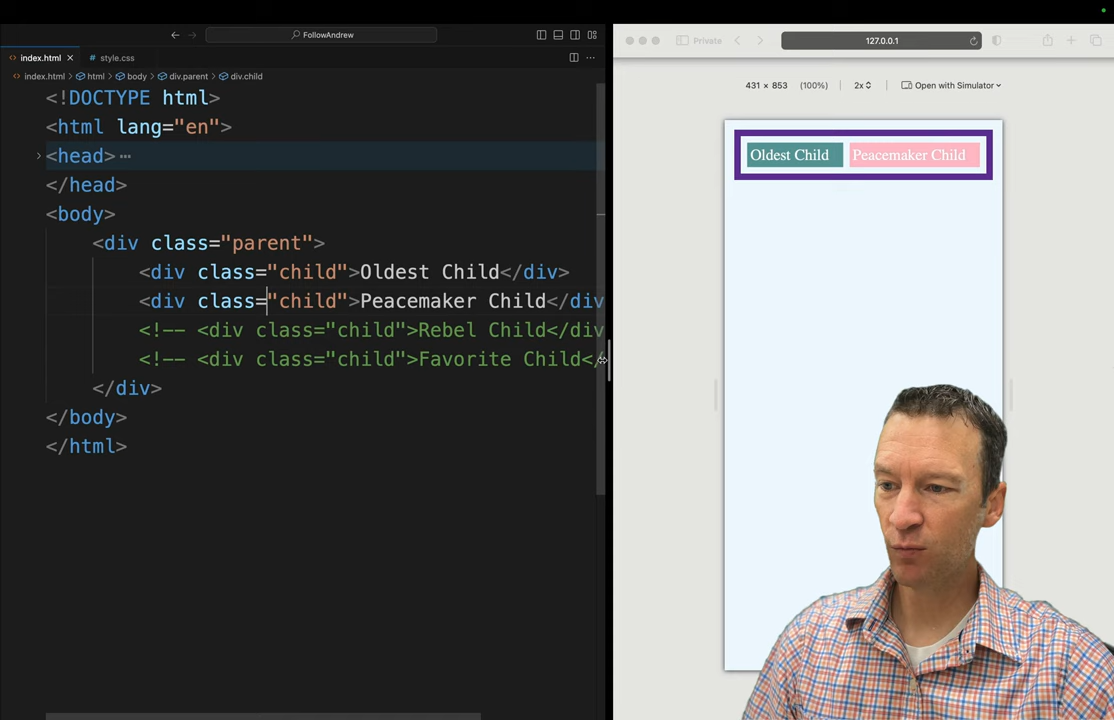 FollowAndrew
Private
127.0.0.1
index.html
style.css
index.html > html > body > div.parent > div.child
431 × 853 (100%) 2x Open with Simulator
<!DOCTYPE html>
<html lang="en">
<head> ⋯
</head>
<body>
<div class="parent">
<div class="child">Oldest Child</div>
<div class="child">Peacemaker Child</div
<!-- <div class="child">Rebel Child</div
<!-- <div class="child">Favorite Child</
</div>
</body>
</html>
Oldest Child
Peacemaker Child